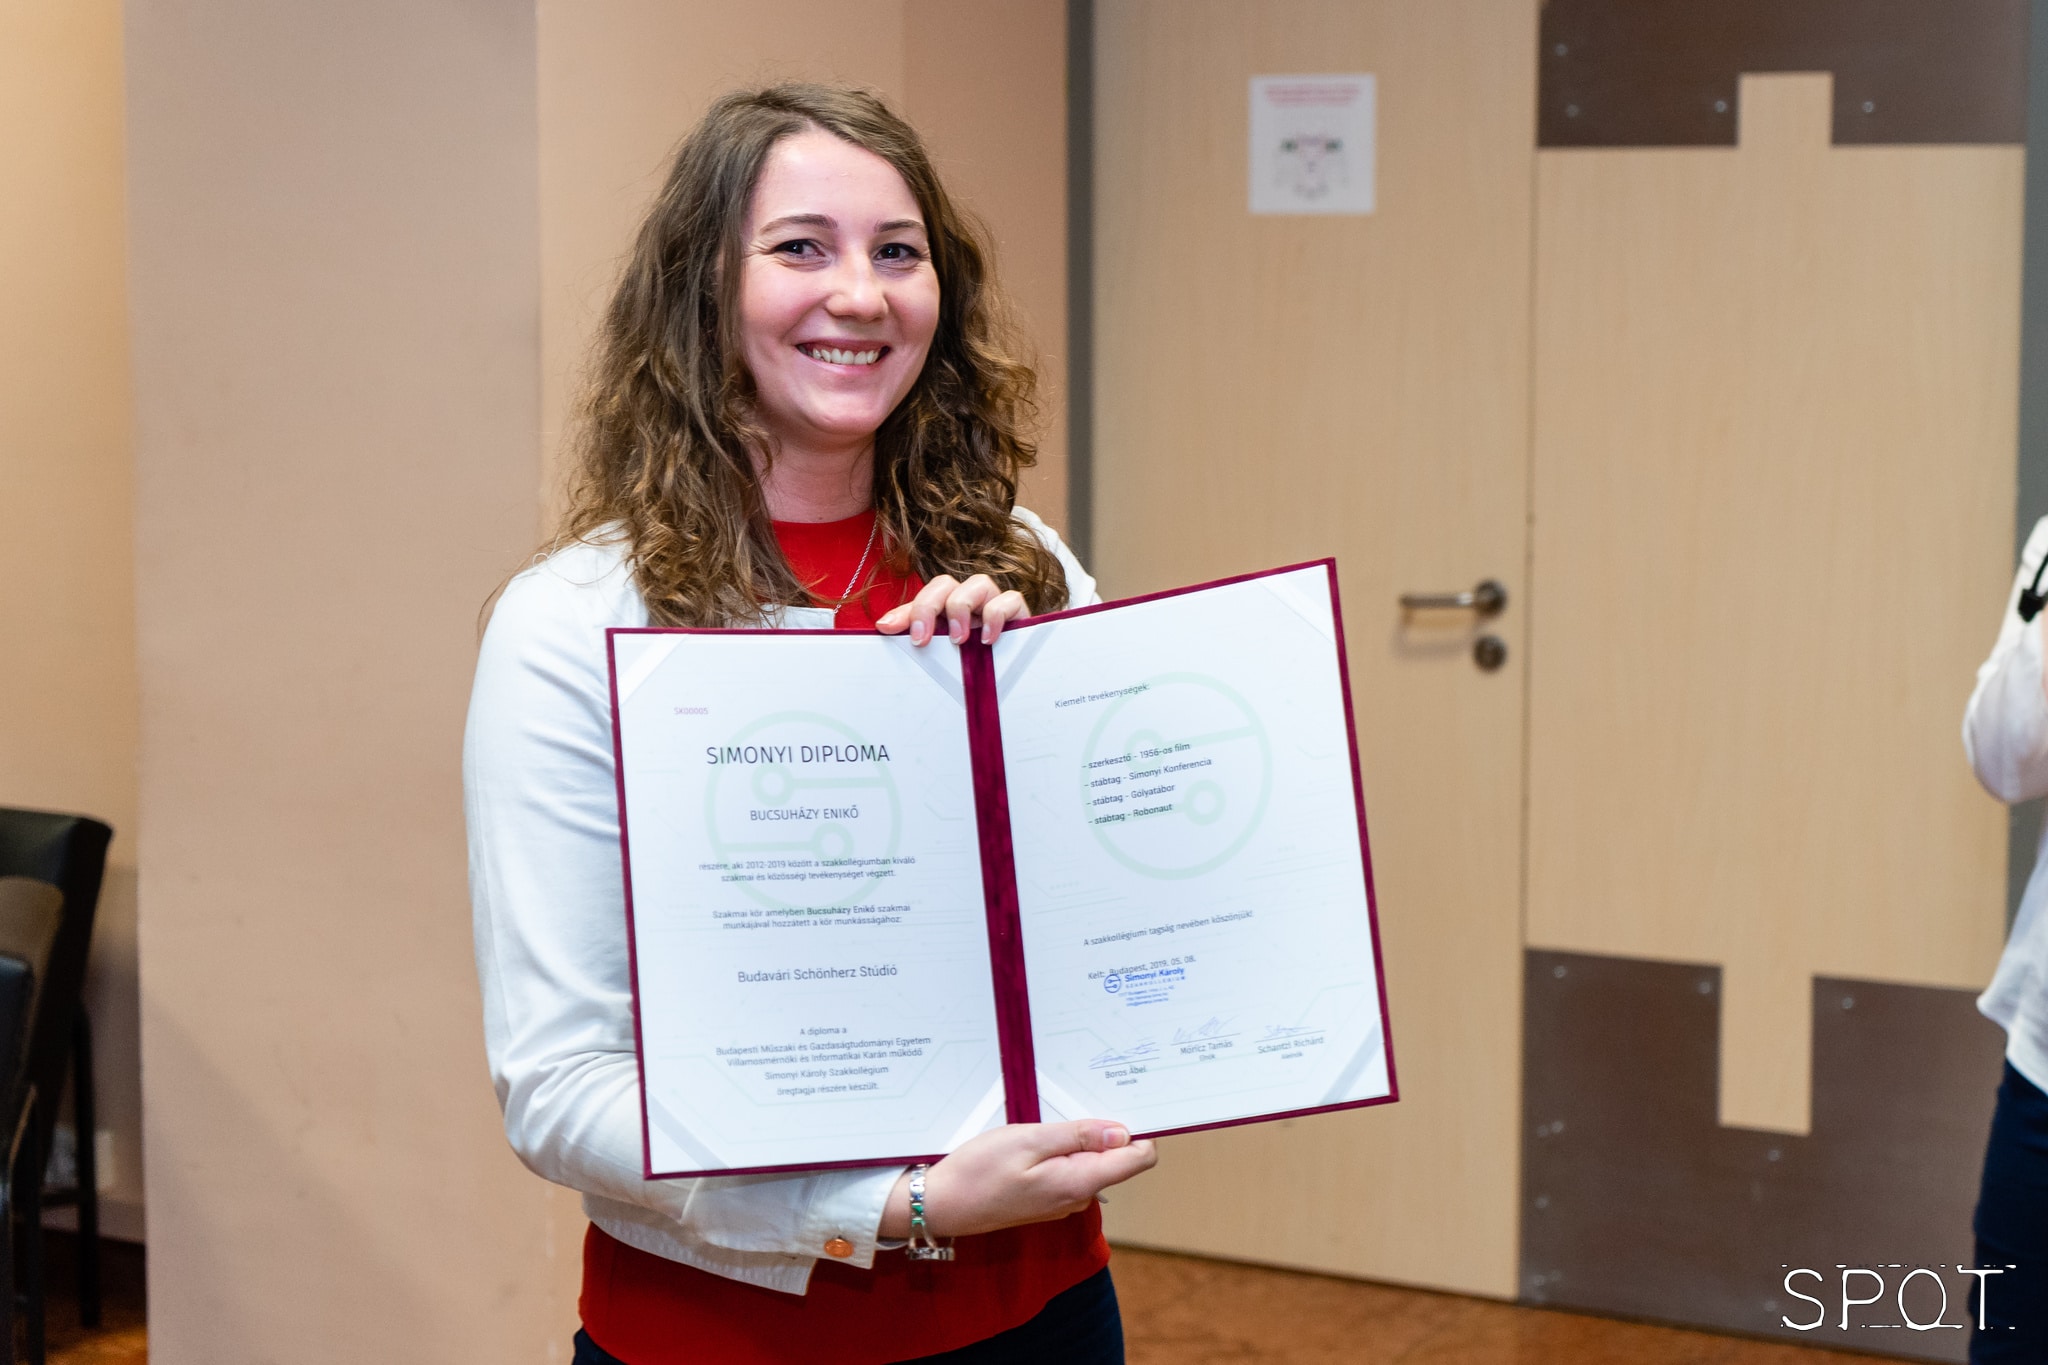 SK00005
SIMONYI DIPLOMA
BUCSUHÁZY ENIKŐ
részére, aki 2012-2019 között a szakkollégiumban kiváló
szakmai és közösségi tevékenységet végzett.
Szakmai kör amelyben Bucsuházy Enikő szakmai
munkájával hozzátett a kör munkásságához:
Budavári Schönherz Stúdió
A diploma a
Budapesti Műszaki és Gazdaságtudományi Egyetem
Villamosmérnöki és Informatikai Karán működő
Simonyi Károly Szakkollégium
öregtagja részére készült.
Kiemelt tevékenységek:
- szerkesztő - 1956-os film
- stábtag - Simonyi Konferencia
- stábtag - Gólyatábor
- stábtag - Robonaut
A szakkollégiumi tagság nevében köszönjük!
Kelt: Budapest, 2019. 05. 08.
Simonyi Károly
SZAKKOLLÉGIUM
Boros Ábel
alelnök
Móricz Tamás
elnök
Schantzl Richárd
alelnök
SPOT